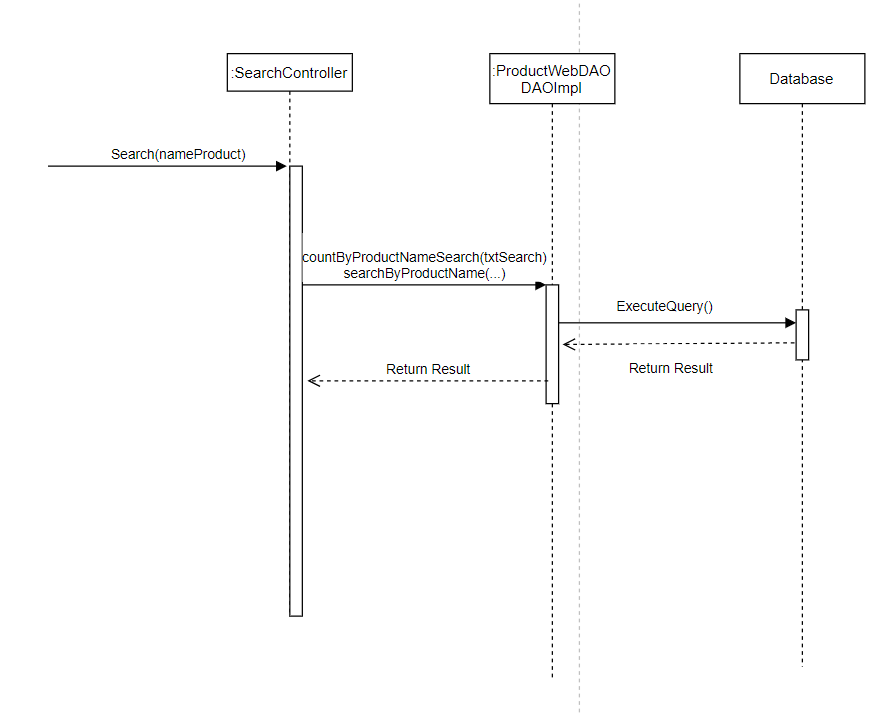 :SearchController
:ProductWebDAO
DAOImpl
Database
Search(nameProduct)
countByProductNameSearch(txtSearch)
searchByProductName(...)
ExecuteQuery()
Return Result
Return Result